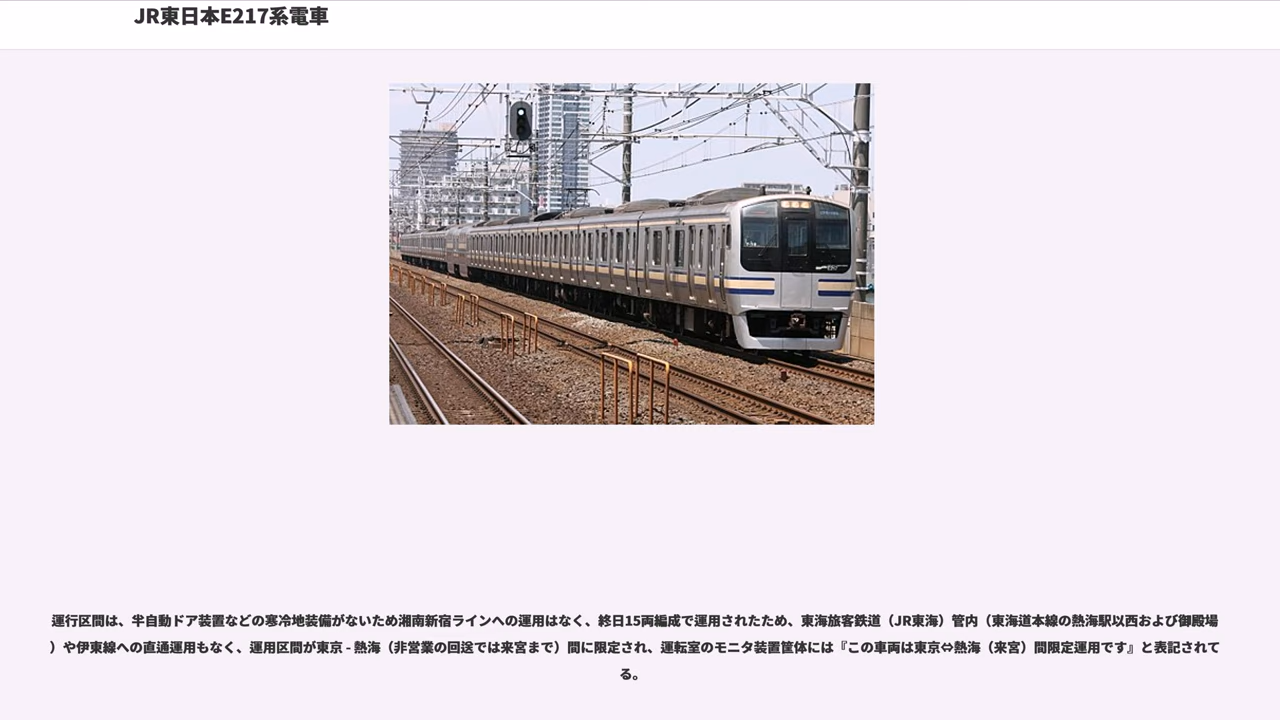 JR東日本E217系電車
運行区間は、半自動ドア装置などの寒冷地装備がないため湘南新宿ラインへの運用はなく、終日15両編成で運用されたため、東海旅客鉄道（JR東海）管内（東海道本線の熱海駅以西および御殿場
）や伊東線への直通運用もなく、運用区間が東京 - 熱海（非営業の回送では来宮まで）間に限定され、運転室のモニタ装置筐体には『この車両は東京⇔熱海（来宮）間限定運用です』と表記されて
る。